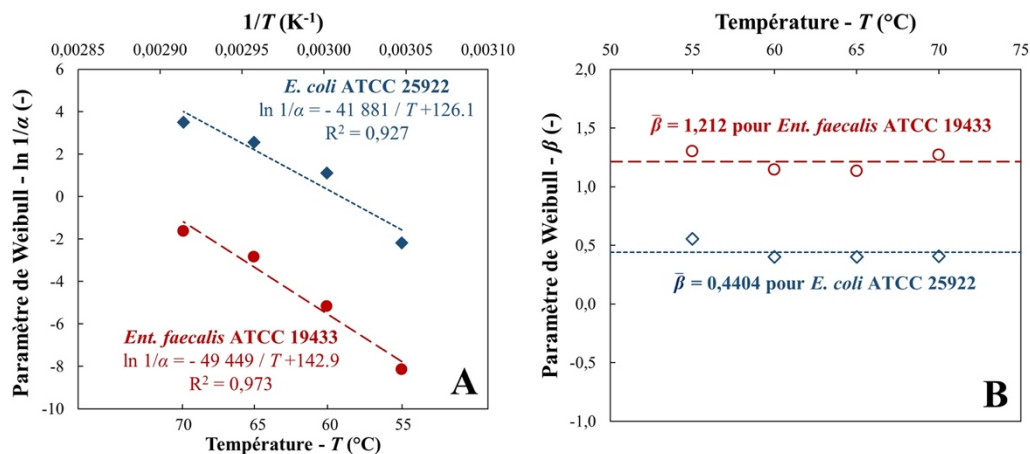 1/T (K-1)
0,00285 0,00290 0,00295 0,00300 0,00305 0,00310
Paramètre de Weibull - ln 1/α (-)
6
4
2
0
-2
-4
-6
-8
-10
E. coli ATCC 25922
ln 1/α = - 41 881 / T +126.1
R2 = 0,927
Ent. faecalis ATCC 19433
ln 1/α = - 49 449 / T +142.9
R2 = 0,973
A
70 65 60 55
Température - T (°C)
Température - T (°C)
50 55 60 65 70 75
Paramètre de Weibull - β (-)
2,0
1,5
1,0
0,5
0,0
-0,5
-1,0
β̅ = 1,212 pour Ent. faecalis ATCC 19433
β̅ = 0,4404 pour E. coli ATCC 25922
B